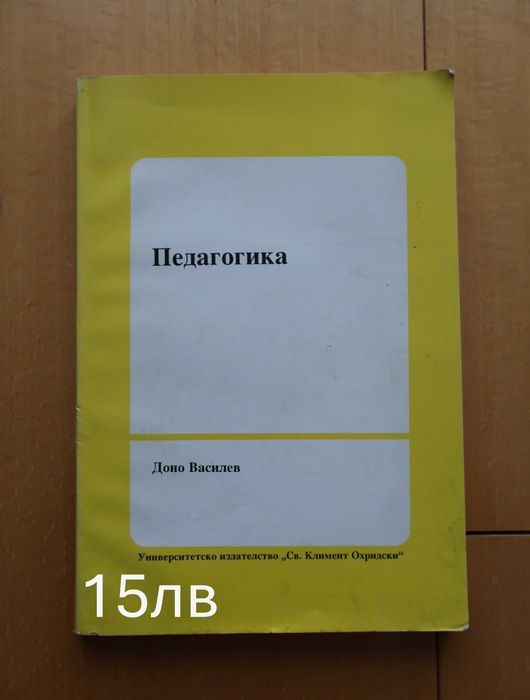 Педагогика
Доно Василев
Университетско издателство „Св. Климент Охридски“
15лв